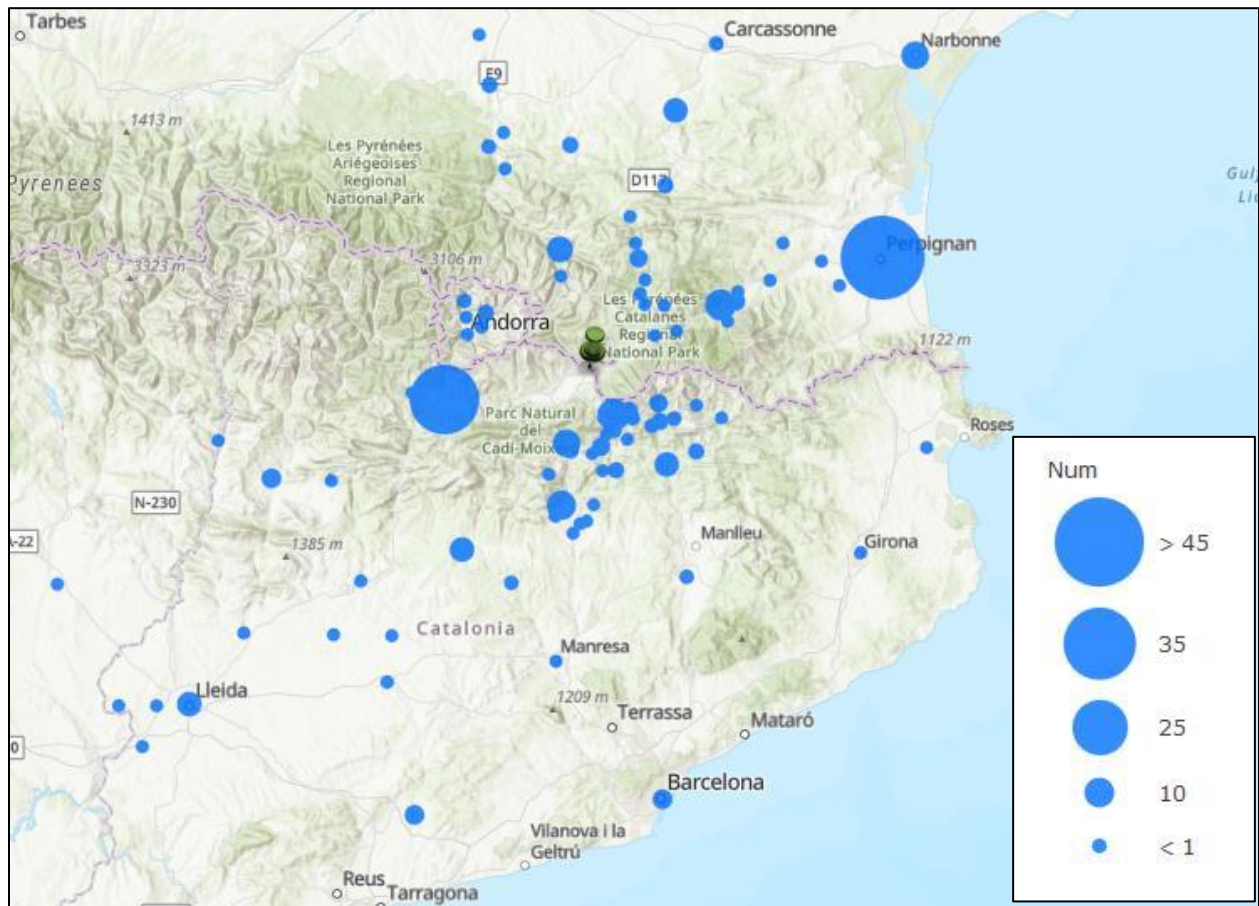 Tarbes
Carcassonne
Narbonne
E9
1413 m
Les Pyrénées
Ariégeoises
Regional
National Park
Pyrenees
D117
Perpignan
3323 m
3106 m
Les Pyrénées
Catalanes
Regional
National Park
Andorra
1122 m
Parc Natural
del
Cadí-Moixeró
Roses
N-230
1385 m
Manlleu
Girona
Catalonia
Manresa
Lleida
1209 m
Terrassa
Mataró
Barcelona
Vilanova i la
Geltrú
Reus
Tarragona
Num
> 45
35
25
10
< 1